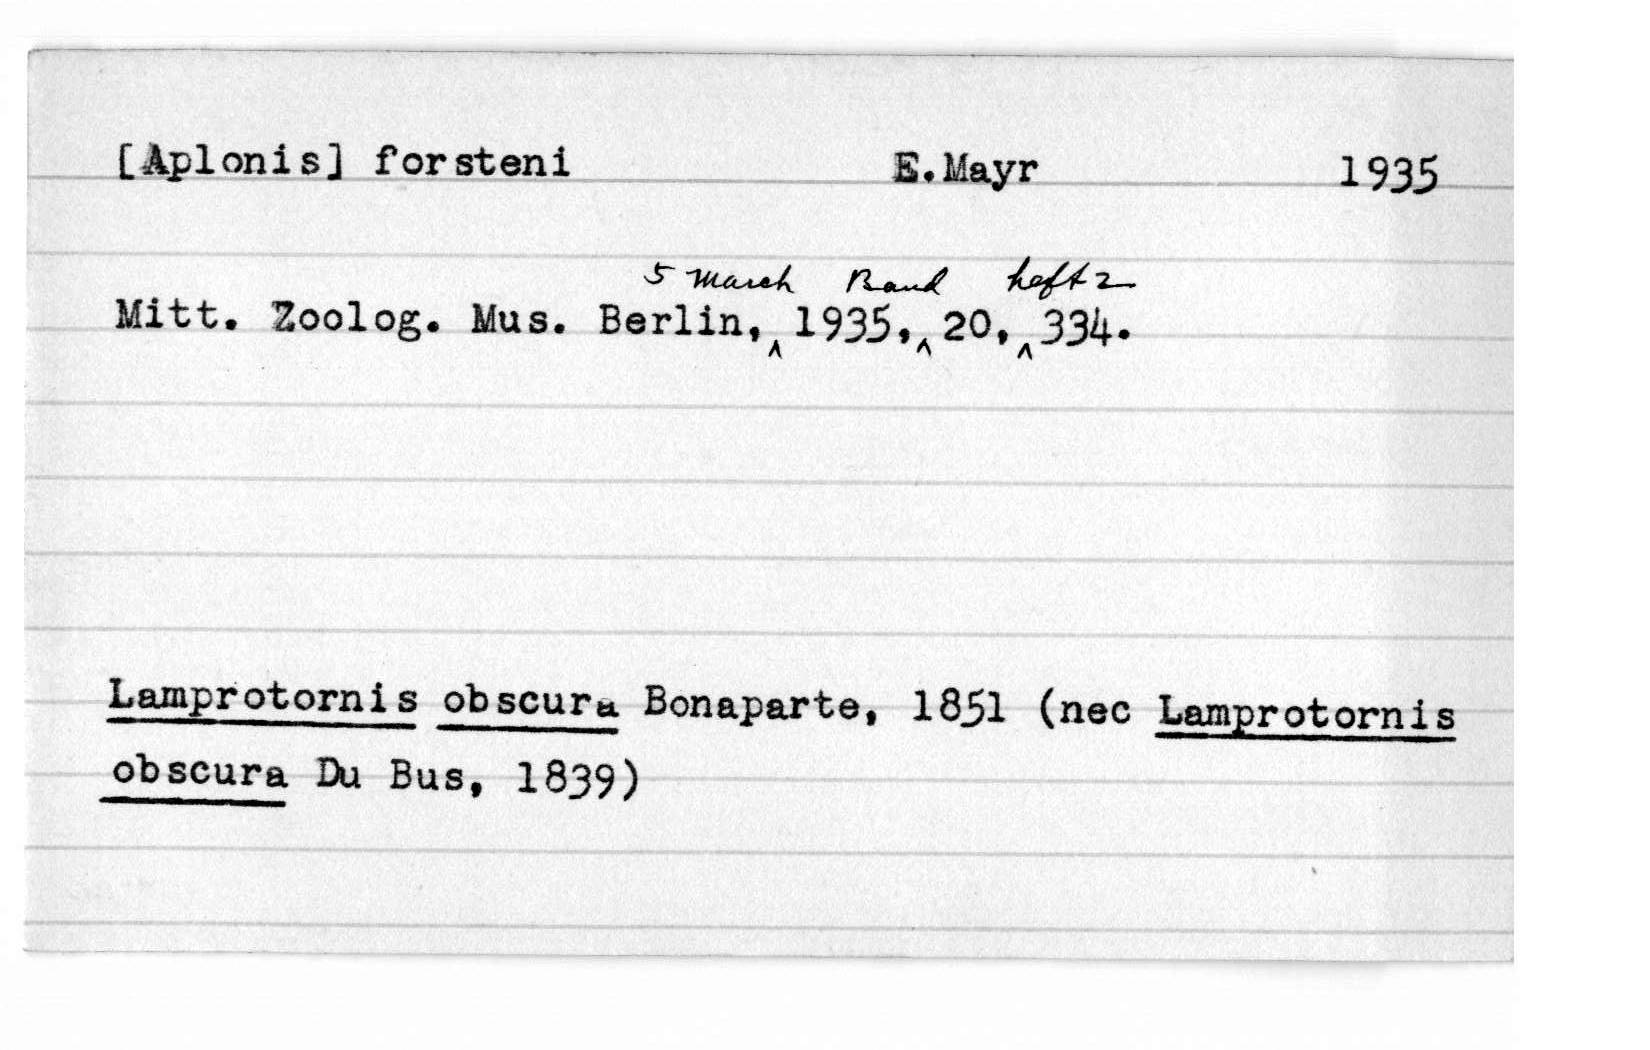 [Aplonis] forsteni E.Mayr 1935
5 March Band heft 2
Mitt. Zoolog. Mus. Berlin,^ 1935,^ 20,^ 334.
Lamprotornis obscura Bonaparte, 1851 (nec Lamprotornis
obscura Du Bus, 1839)